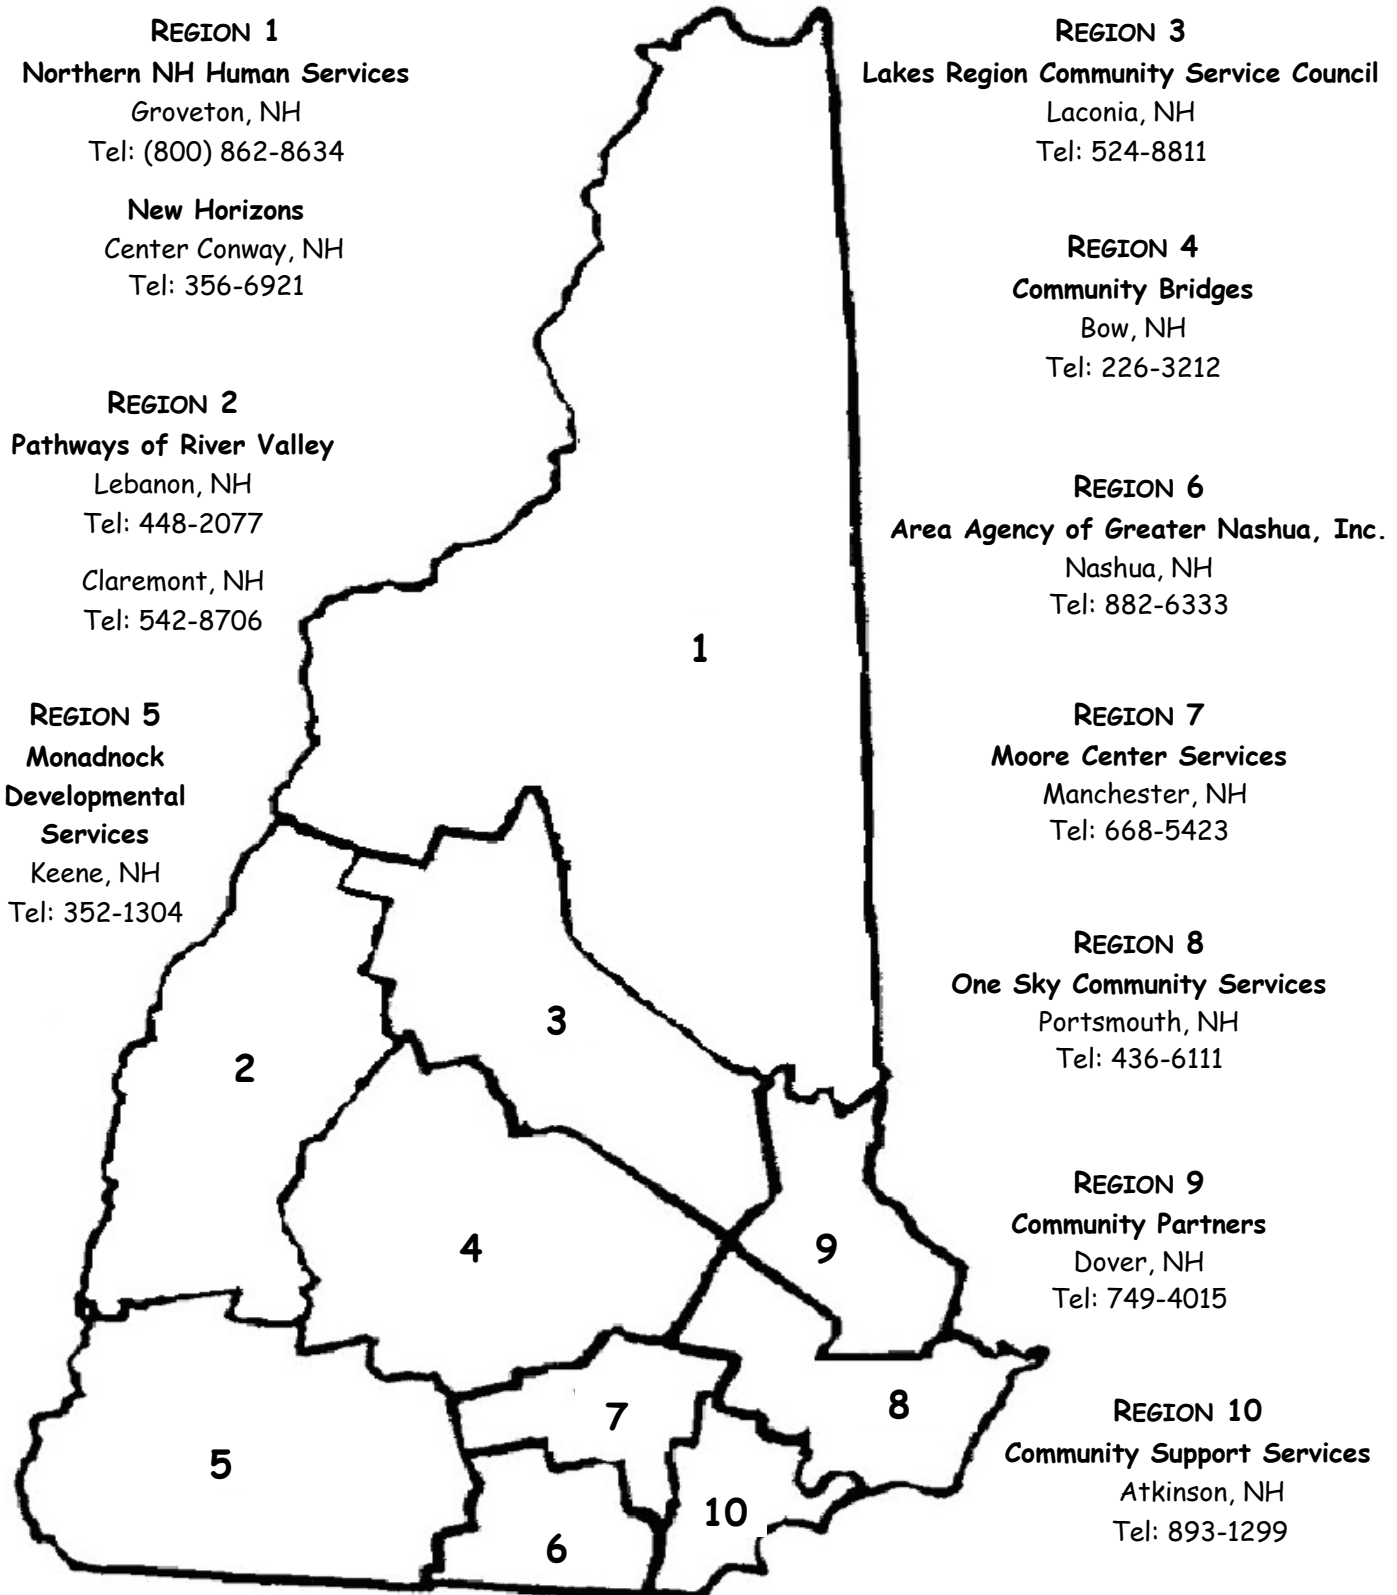 REGION 1
Northern NH Human Services
Groveton, NH
Tel: (800) 862-8634
New Horizons
Center Conway, NH
Tel: 356-6921
REGION 2
Pathways of River Valley
Lebanon, NH
Tel: 448-2077
Claremont, NH
Tel: 542-8706
REGION 5
Monadnock
Developmental
Services
Keene, NH
Tel: 352-1304
REGION 3
Lakes Region Community Service Council
Laconia, NH
Tel: 524-8811
REGION 4
Community Bridges
Bow, NH
Tel: 226-3212
REGION 6
Area Agency of Greater Nashua, Inc.
Nashua, NH
Tel: 882-6333
REGION 7
Moore Center Services
Manchester, NH
Tel: 668-5423
REGION 8
One Sky Community Services
Portsmouth, NH
Tel: 436-6111
REGION 9
Community Partners
Dover, NH
Tel: 749-4015
REGION 10
Community Support Services
Atkinson, NH
Tel: 893-1299
1
3
2
4
9
8
7
5
10
6